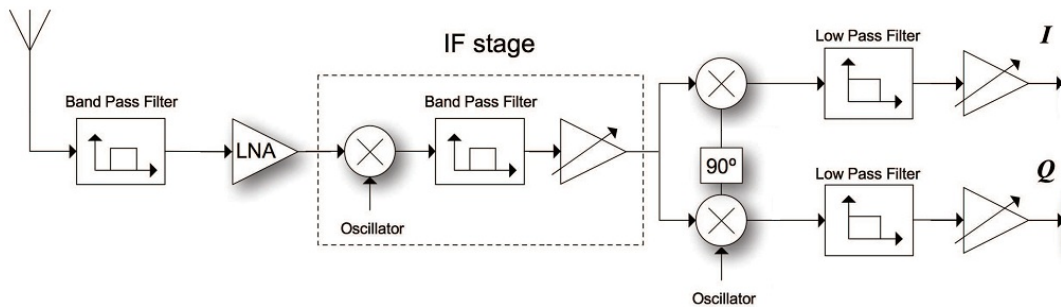 IF stage
Low Pass Filter
I
Band Pass Filter
Band Pass Filter
LNA
90º
Oscillator
Low Pass Filter
Q
Oscillator